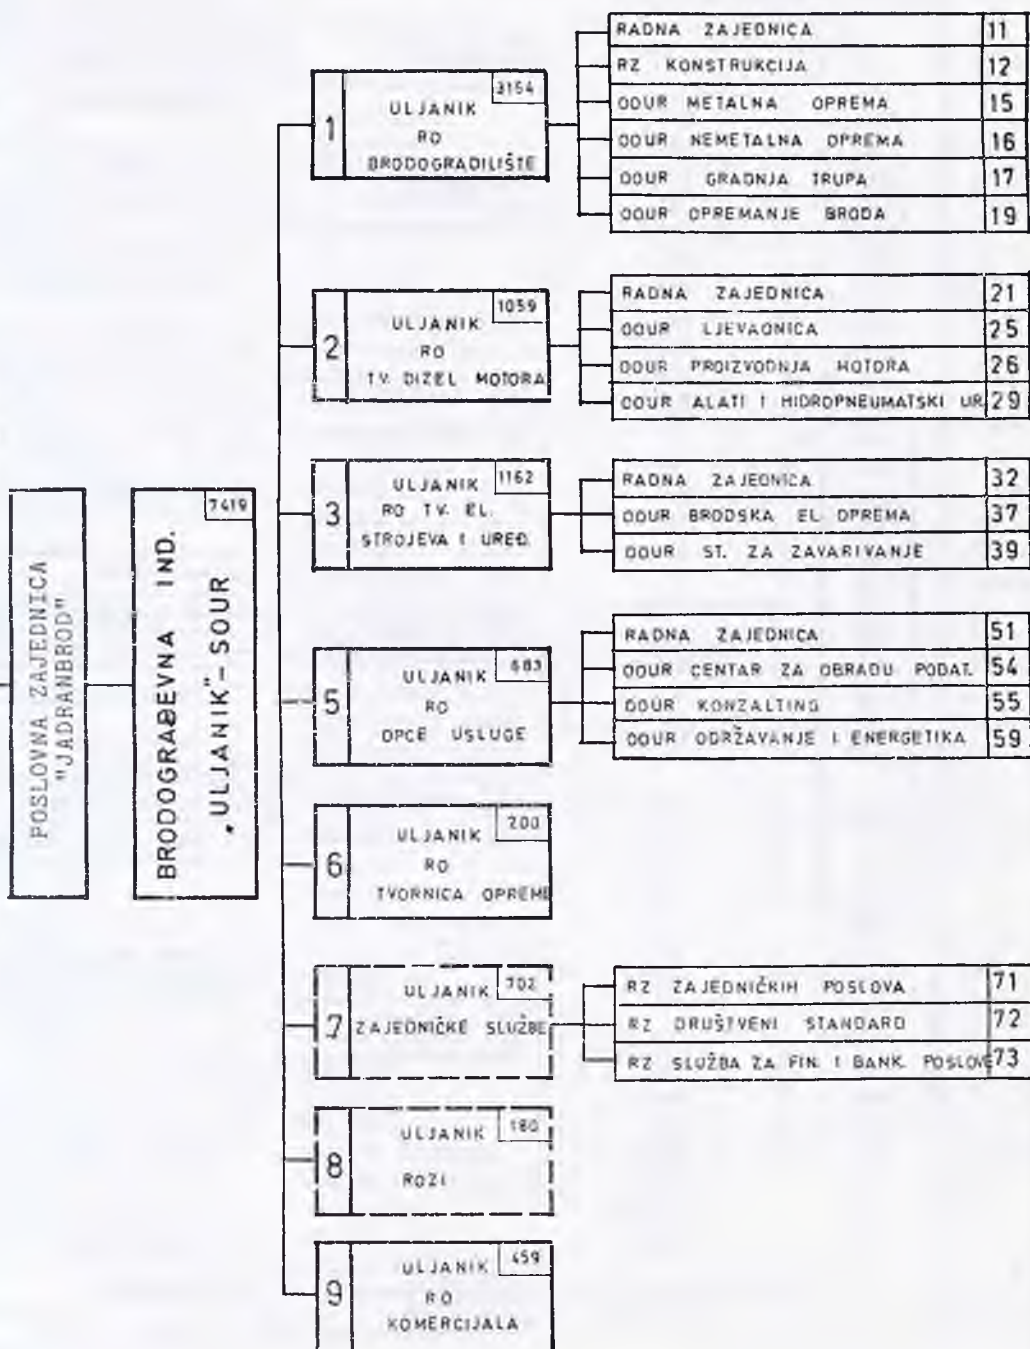 POSLOVNA ZAJEDNICA
"JADRANBROD"
7419
BRODOGRAĐEVNA IND.
„ULJANIK"- SOUR
1
3154
ULJANIK
RO
BRODOGRADILIŠTE
RADNA ZAJEDNICA 11
RZ KONSTRUKCIJA 12
OOUR METALNA OPREMA 15
OOUR NEMETALNA OPREMA 16
OOUR GRADNJA TRUPA 17
OOUR OPREMANJE BRODA 19
2
1059
ULJANIK
RO
TV. DIZEL MOTORA
RADNA ZAJEDNICA 21
OOUR LJEVAONICA 25
OOUR PROIZVODNJA MOTORA 26
OOUR ALATI I HIDROPNEUMATSKI UR. 29
3
1162
ULJANIK
RO TV. EL.
STROJEVA I UREĐ.
RADNA ZAJEDNICA 32
OOUR BRODSKA EL. OPREMA 37
OOUR ST. ZA ZAVARIVANJE 39
5
683
ULJANIK
RO
OPĆE USLUGE
RADNA ZAJEDNICA 51
OOUR CENTAR ZA OBRADU PODAT. 54
OOUR KONZALTING 55
OOUR ODRŽAVANJE I ENERGETIKA 59
6
200
ULJANIK
RO
TVORNICA OPREME
7
702
ULJANIK
ZAJEDNIČKE SLUŽBE
RZ ZAJEDNIČKIH POSLOVA 71
RZ DRUŠTVENI STANDARD 72
RZ SLUŽBA ZA FIN. I BANK. POSLOVE 73
8
180
ULJANIK
ROZI
9
459
ULJANIK
RO
KOMERCIJALA